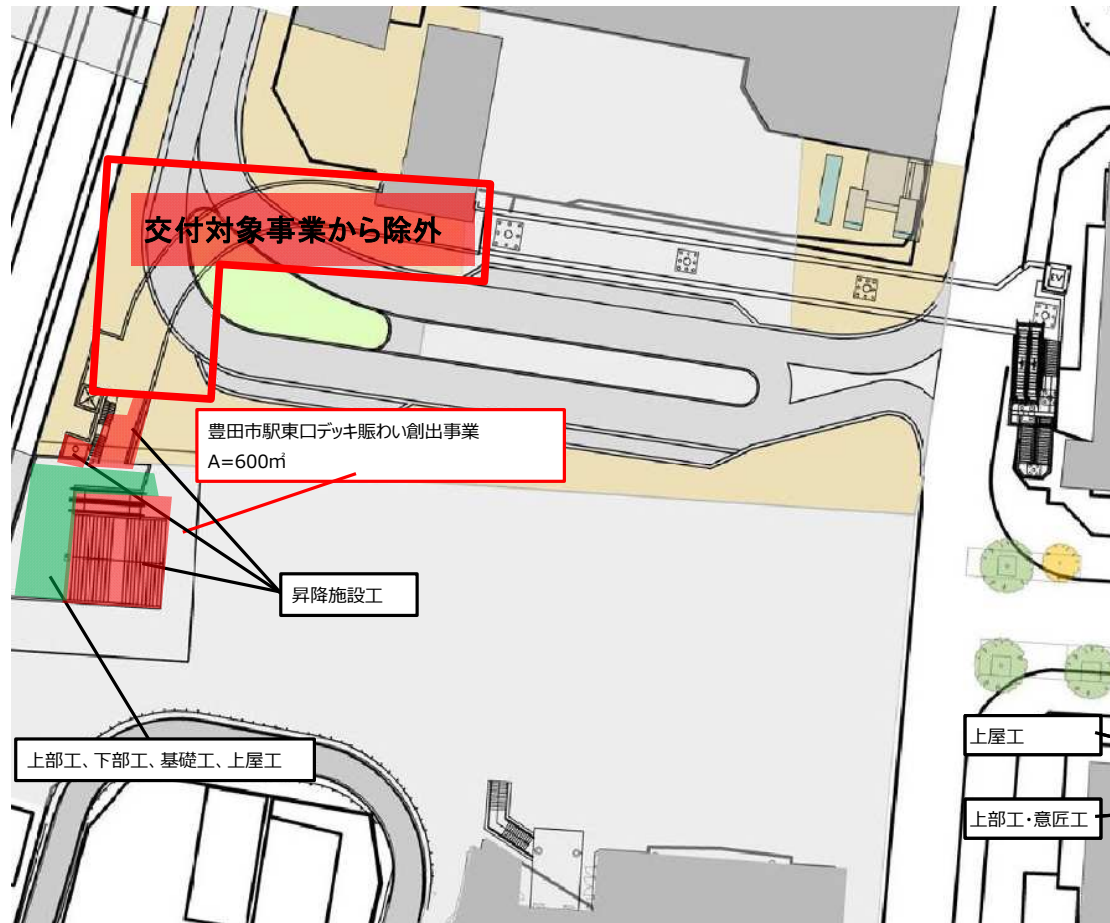 交付対象事業から除外
EV
豊田市駅東口デッキ賑わい創出事業
A=600㎡
昇降施設工
上部工、下部工、基礎工、上屋工
上屋工
上部工・意匠工